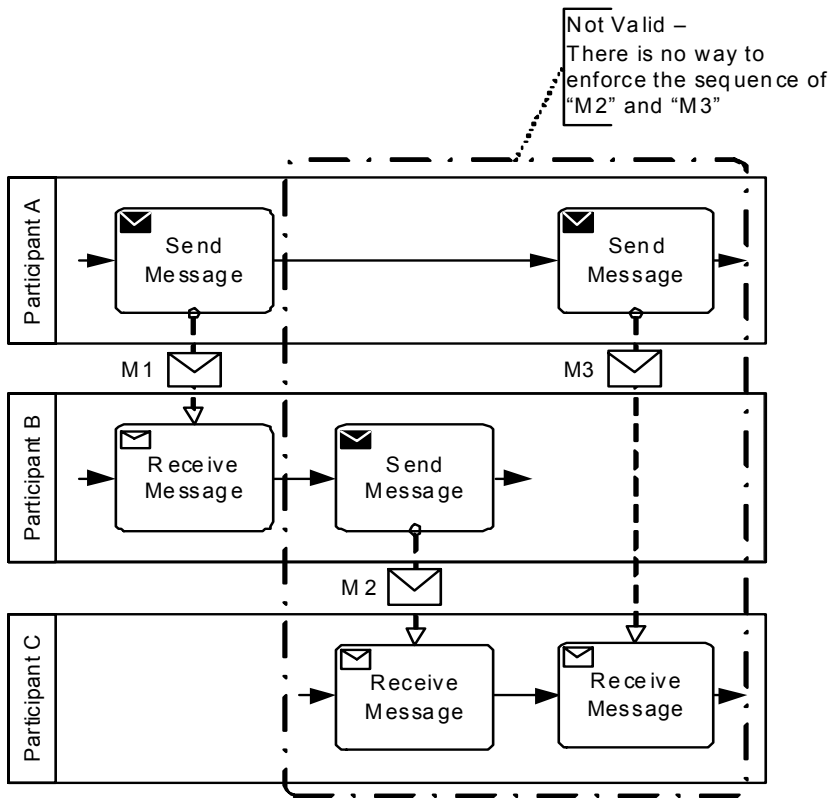 Not Valid –
There is no way to
enforce the sequence of
“M2” and “M3”
Participant A
Send
Message
Send
Message
M1
M3
Participant B
Receive
Message
Send
Message
M2
Participant C
Receive
Message
Receive
Message